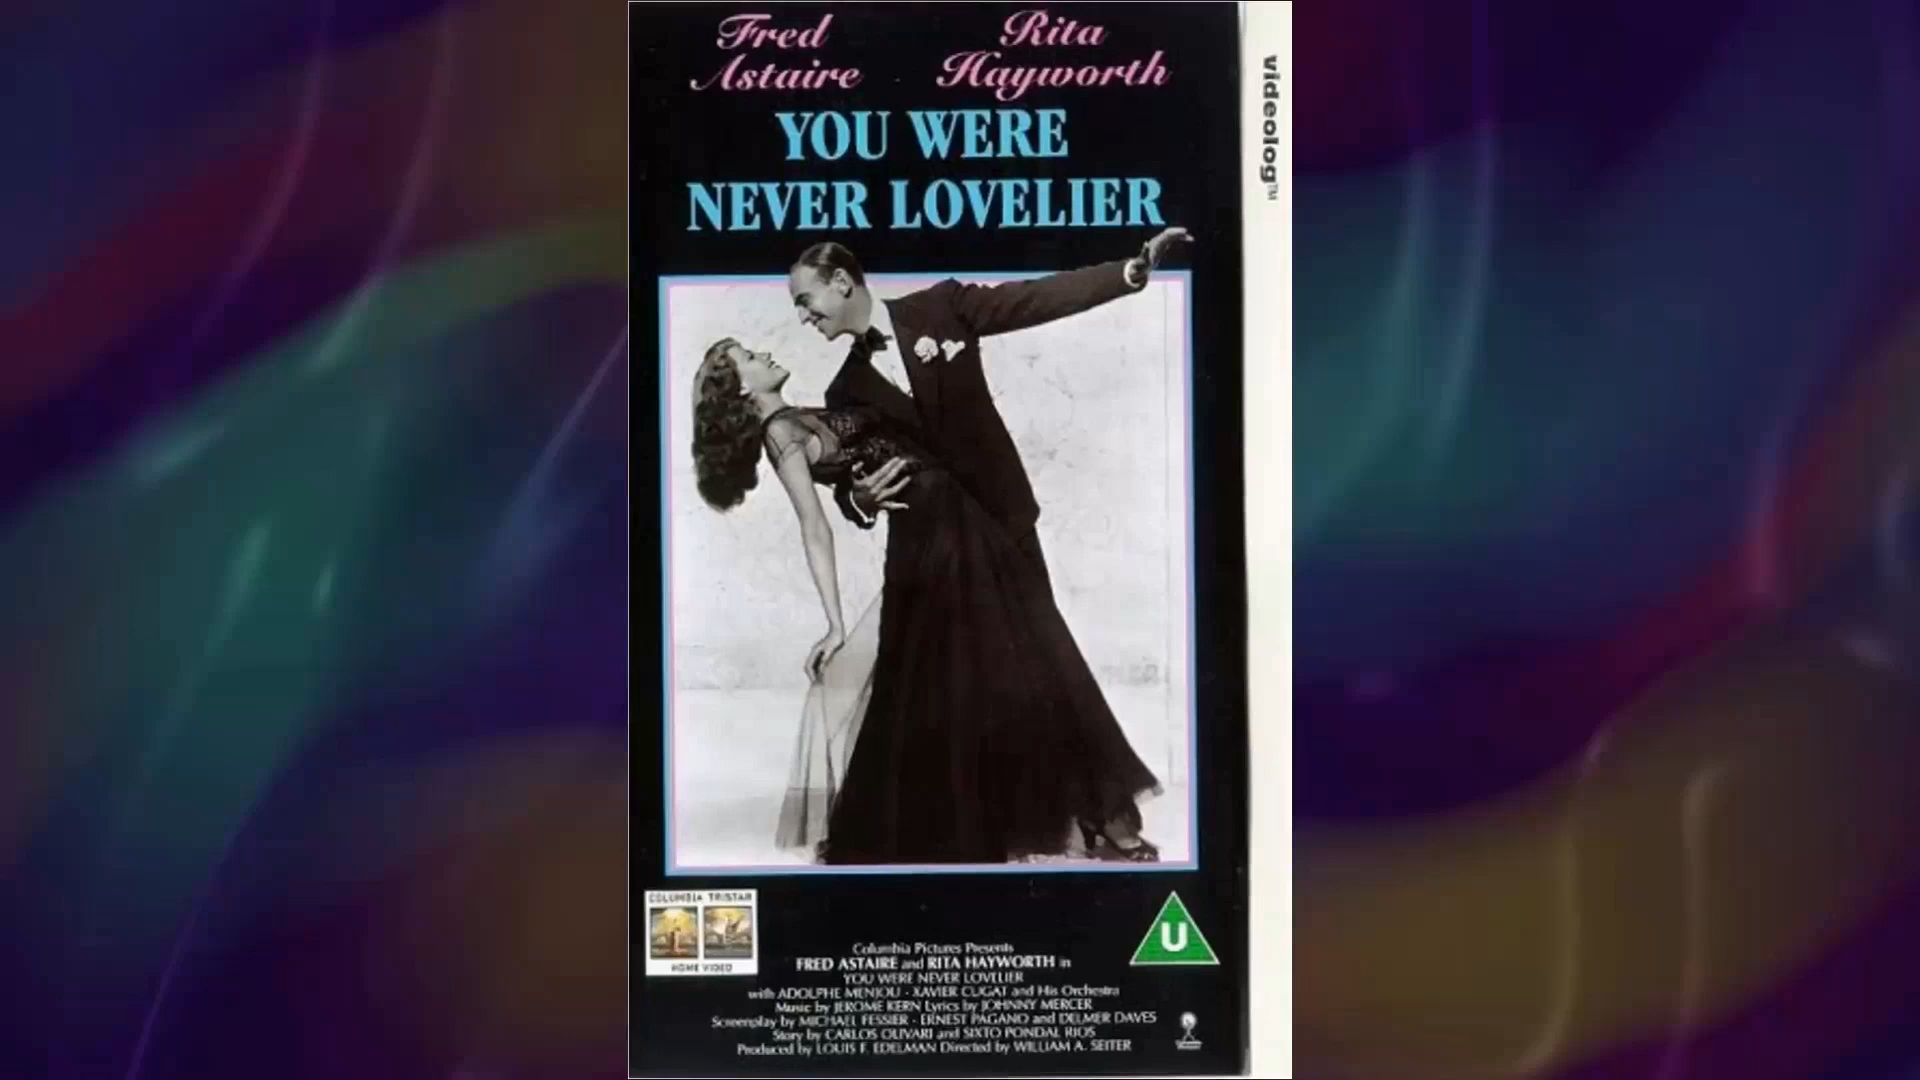 Fred
Astaire
Rita
Hayworth
YOU WERE
NEVER LOVELIER
videolog™
COLUMBIA TRISTAR
HOME VIDEO
U
Columbia Pictures Presents
FRED ASTAIRE and RITA HAYWORTH in
YOU WERE NEVER LOVELIER
with ADOLPHE MENJOU - XAVIER CUGAT and His Orchestra
Music by JEROME KERN Lyrics by JOHNNY MERCER
Screenplay by MICHAEL FESSIER - ERNEST PAGANO and DELMER DAVES
Story by CARLOS OLIVARI and SIXTO PONDAL RIOS
Produced by LOUIS F. EDELMAN Directed by WILLIAM A. SEITER